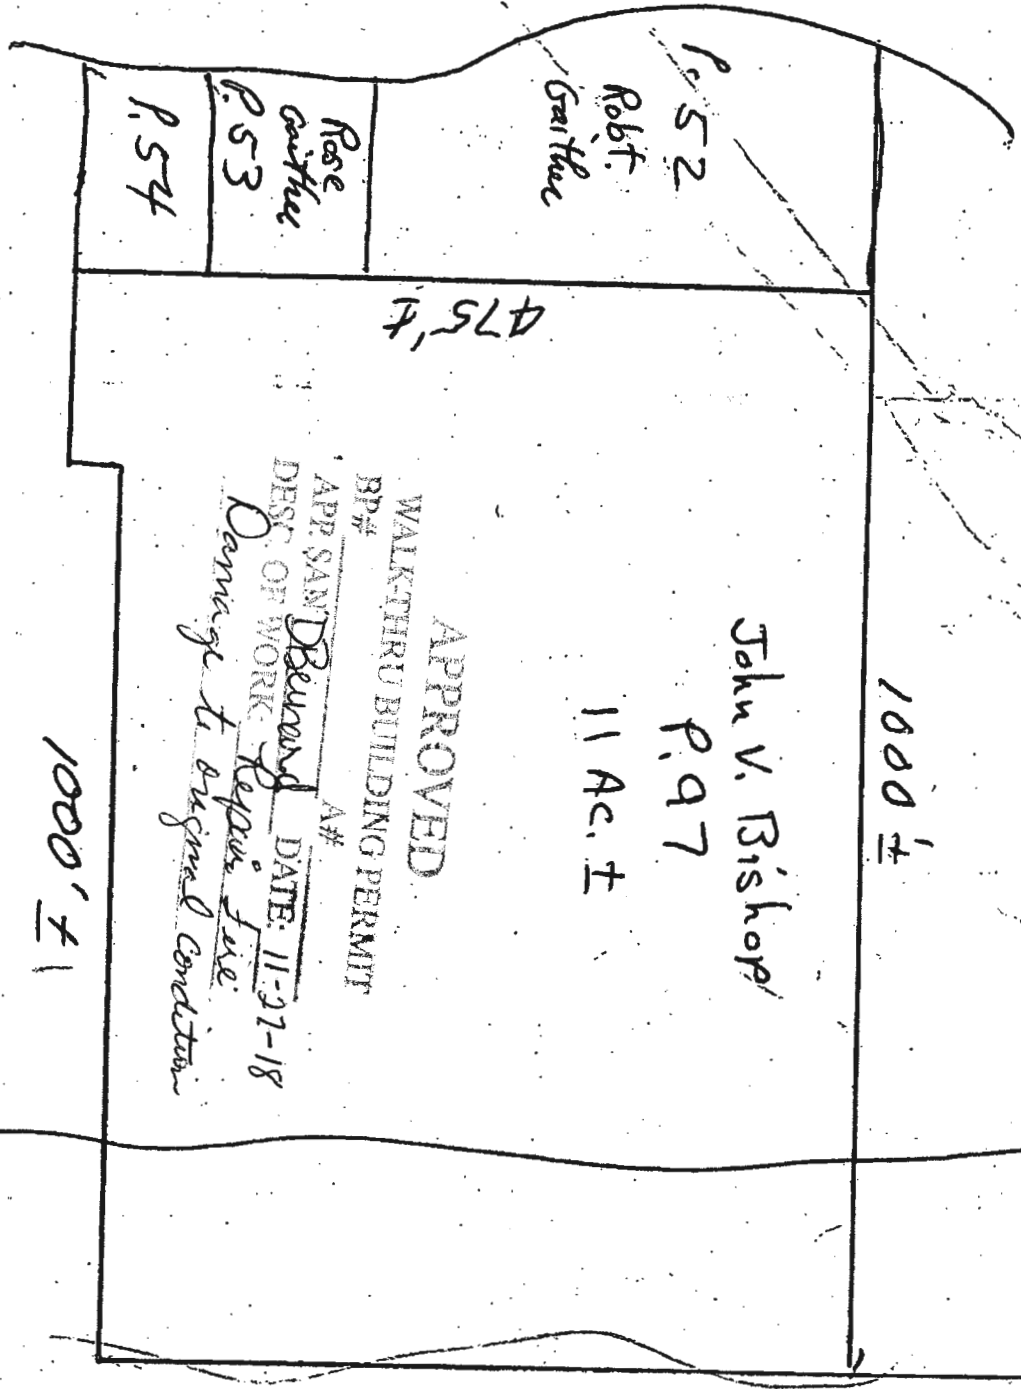 1000' ±
John V. Bishop
P. 97
11 Ac. ±
P. 52
Robt.
Gaither
Rose
Gaither
P. 53
P. 54
475' ±
APPROVED
WALK-THRU BUILDING PERMIT
BP# A#
APP. SAN DBernard DATE: 11-27-18
DESC. OF WORK: Repair Fire
Damage to original condition
1000' ±